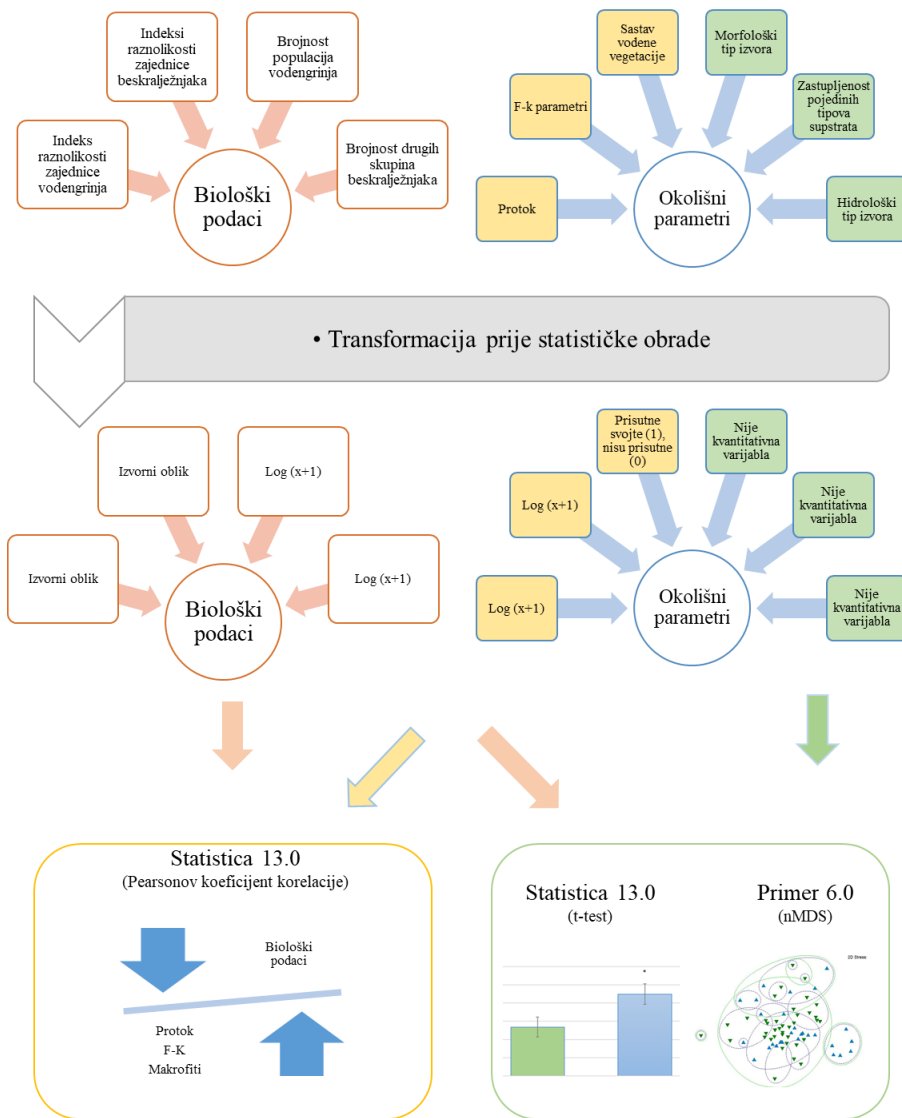 Indeksi
raznolikosti
zajednice
beskralježnjaka
Brojnost
populacija
vodengrinja
Indeks
raznolikosti
zajednice
vodengrinja
Brojnost drugih
skupina
beskralježnjaka
Biološki
podaci
Sastav
vodene
vegetacije
Morfološki
tip izvora
F-k parametri
Zastupljenost
pojedinih
tipova
supstrata
Protok
Hidrološki
tip izvora
Okolišni
parametri
• Transformacija prije statističke obrade
Izvorni oblik
Log (x+1)
Izvorni oblik
Log (x+1)
Biološki
podaci
Prisutne
svojte (1),
nisu prisutne
(0)
Nije
kvantitativna
varijabla
Log (x+1)
Nije
kvantitativna
varijabla
Log (x+1)
Nije
kvantitativna
varijabla
Okolišni
parametri
Statistica 13.0
(Pearsonov koeficijent korelacije)
Biološki
podaci
Protok
F-K
Makrofiti
Statistica 13.0
(t-test)
Primer 6.0
(nMDS)
2D Stress